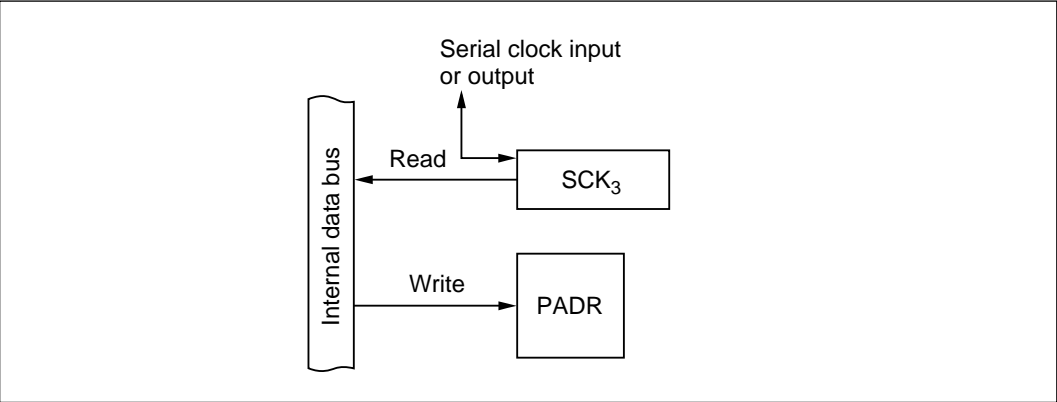 Serial clock input
or output
Internal data bus
Read
SCK₃
Write
PADR